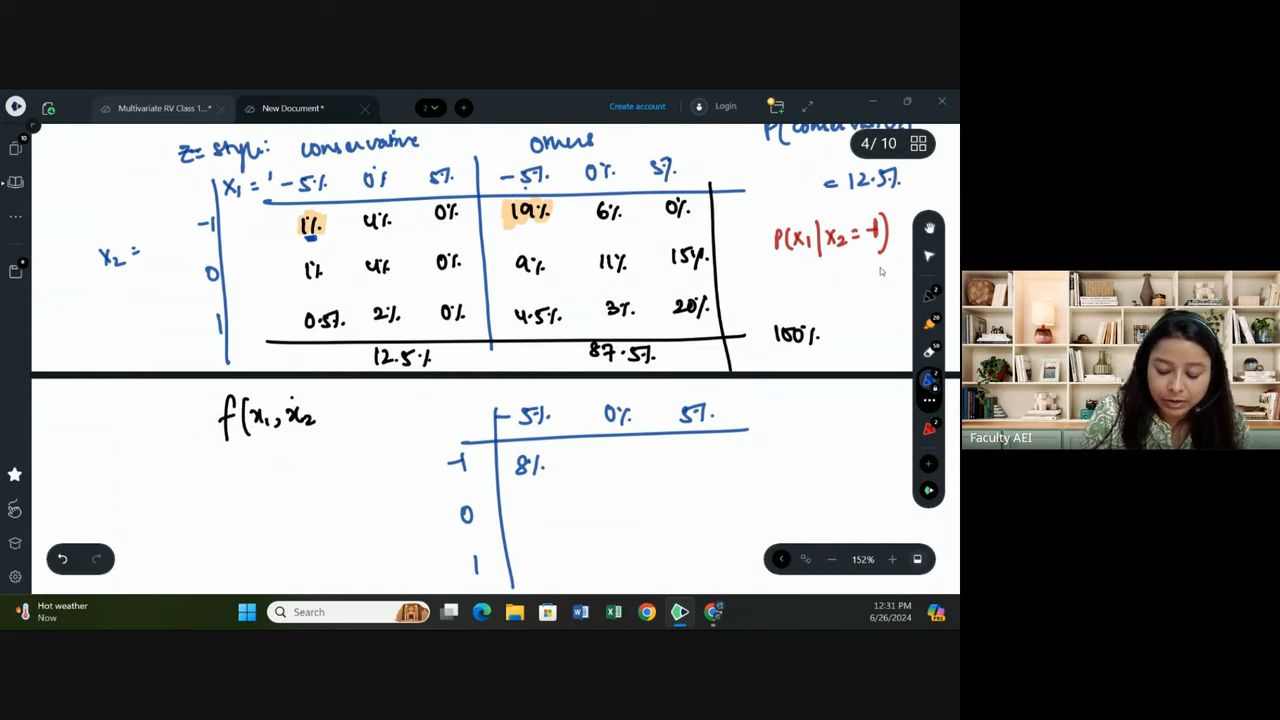 Multivariate RV Class 1...*
New Document*
2
Create account
Login
4 / 10
Z = style: conservative others
= 12.5%
X1 = -5% 0% 5% -5% 0% 5%
-1 1% 4% 0% 19% 6% 0%
P(X1 | X2 = -1)
X2 =
0 1% 4% 0% 9% 11% 15%
1 0.5% 2% 0% 4.5% 3% 20%
100%
12.5% 87.5%
f(x1, x2
-5% 0% 5%
-1 8%
0
1
Faculty AEI
152%
Hot weather
Now
Search
12:31 PM
6/26/2024